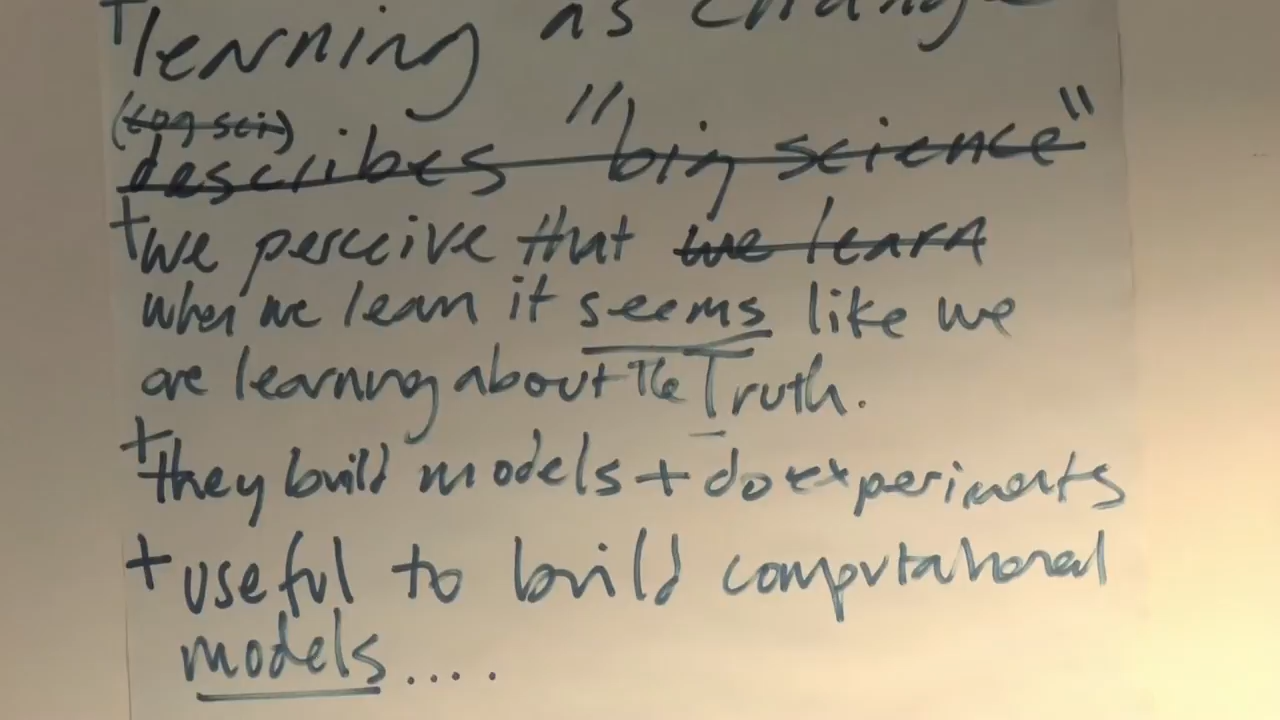 + learning as change
(cog sci)
describes "big science"
+ we perceive that we learn
when we learn it seems like we
are learning about the Truth.
+ they build models + do experiments
+ useful to build computational
models....